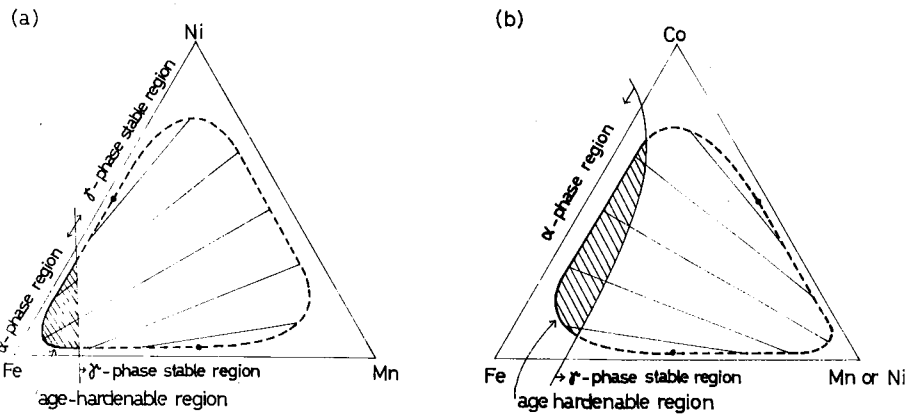 (a)
Ni
γ-phase stable region
α-phase region
Fe
Mn
→γ-phase stable region
age-hardenable region
(b)
Co
α-phase region
Fe
Mn or Ni
→γ-phase stable region
age hardenable region